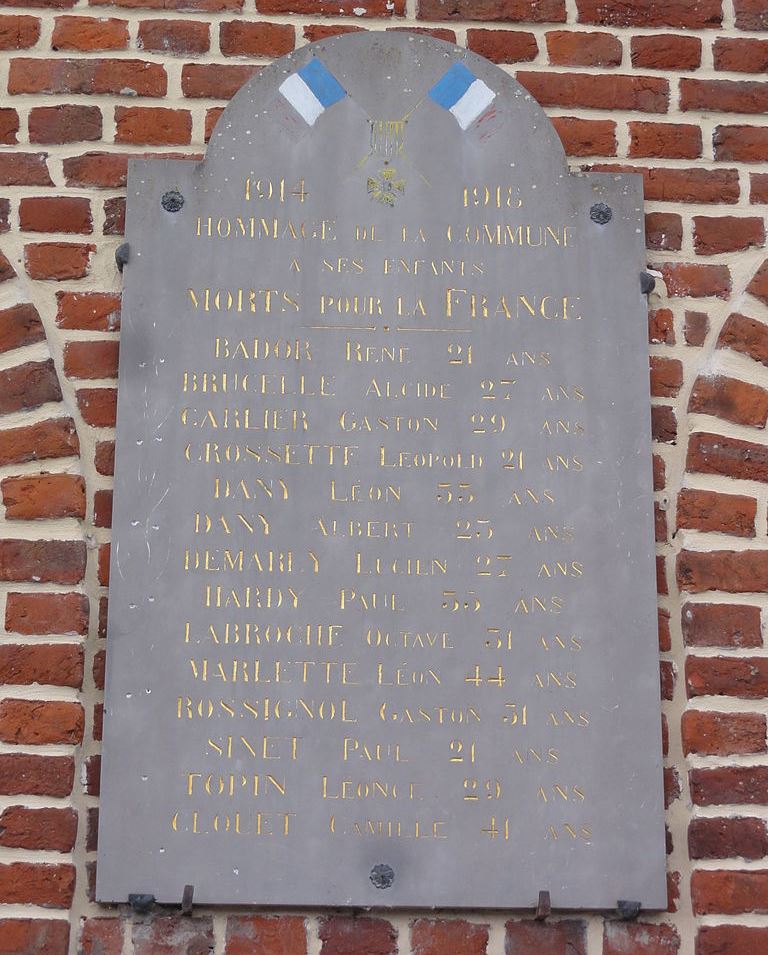 1914 1918
HOMMAGE DE LA COMMUNE
A SES ENFANTS
MORTS POUR LA FRANCE
BADOR RENÉ 21 ANS
BRUCELLE ALCIDE 27 ANS
CARLIER GASTON 29 ANS
CROSSETTE LÉOPOLD 21 ANS
DANY LÉON 33 ANS
DANY ALBERT 23 ANS
DEMARLY LUCIEN 27 ANS
HARDY PAUL 33 ANS
LABROCHE OCTAVE 31 ANS
MARLETTE LÉON 44 ANS
ROSSIGNOL GASTON 31 ANS
SINET PAUL 21 ANS
TOPIN LÉONCE 29 ANS
CLOUET CAMILLE 41 ANS